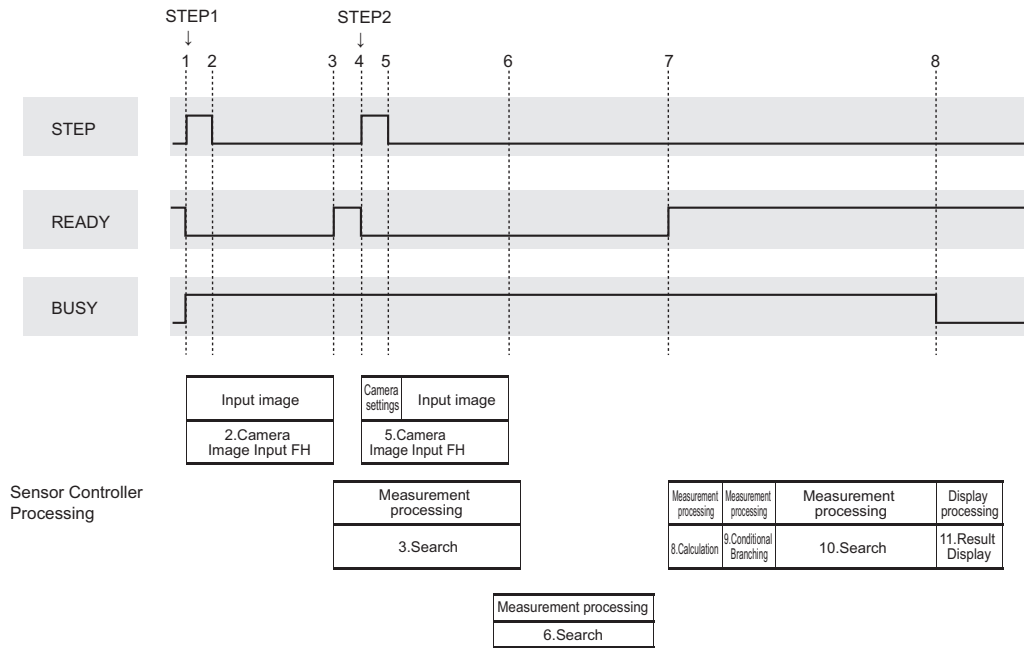 STEP1 STEP2
↓ ↓
1 2 3 4 5 6 7 8
STEP
READY
BUSY
Input image
2.Camera
Image Input FH
Camera
settings
Input image
5.Camera
Image Input FH
Sensor Controller
Processing
Measurement
processing
3.Search
Measurement
processing
8.Calculation
Measurement
processing
9.Conditional
Branching
Measurement
processing
10.Search
Display
processing
11.Result
Display
Measurement processing
6.Search